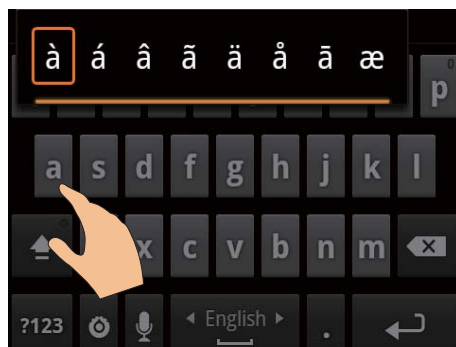 à á â ã ä å ā æ
p
a s d f g h j k l
x c v b n m
?123 English .